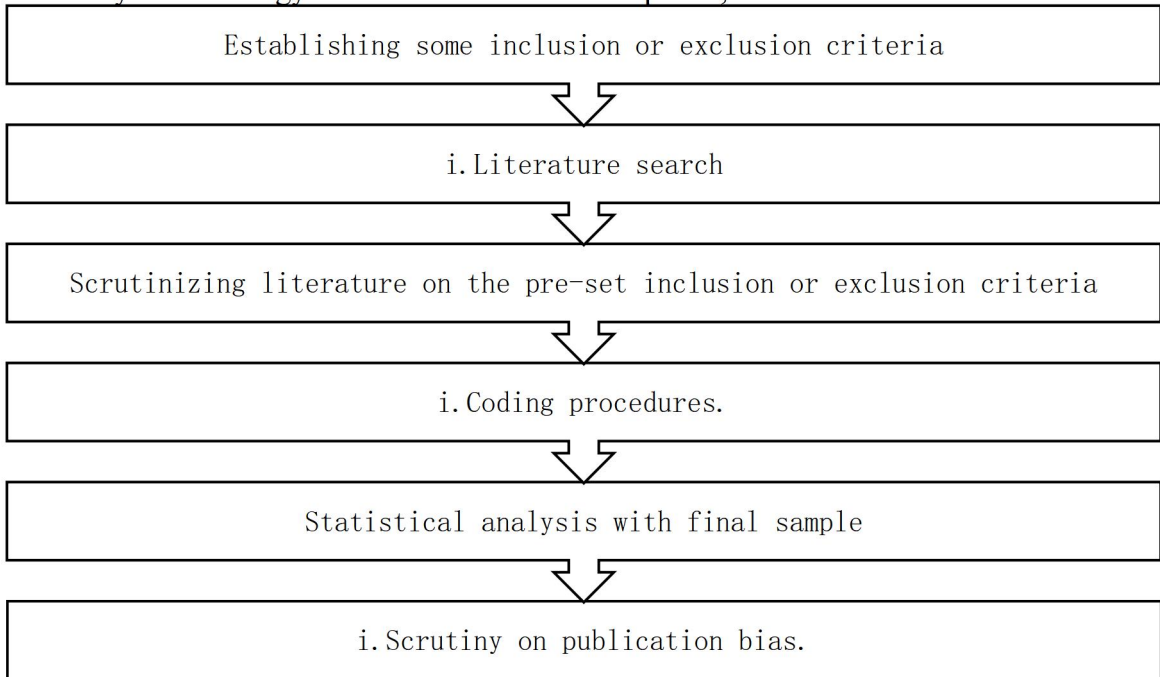 Establishing some inclusion or exclusion criteria
i.Literature search
Scrutinizing literature on the pre-set inclusion or exclusion criteria
i.Coding procedures.
Statistical analysis with final sample
i.Scrutiny on publication bias.